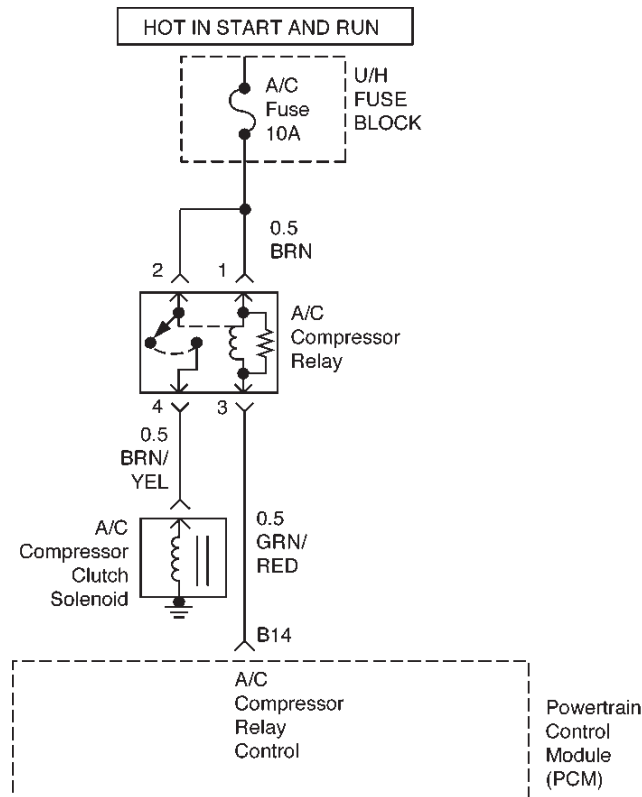 HOT IN START AND RUN
A/C
Fuse
10A
U/H
FUSE
BLOCK
0.5
BRN
2
1
A/C
Compressor
Relay
4
3
0.5
BRN/
YEL
A/C
Compressor
Clutch
Solenoid
0.5
GRN/
RED
B14
A/C
Compressor
Relay
Control
Powertrain
Control
Module
(PCM)